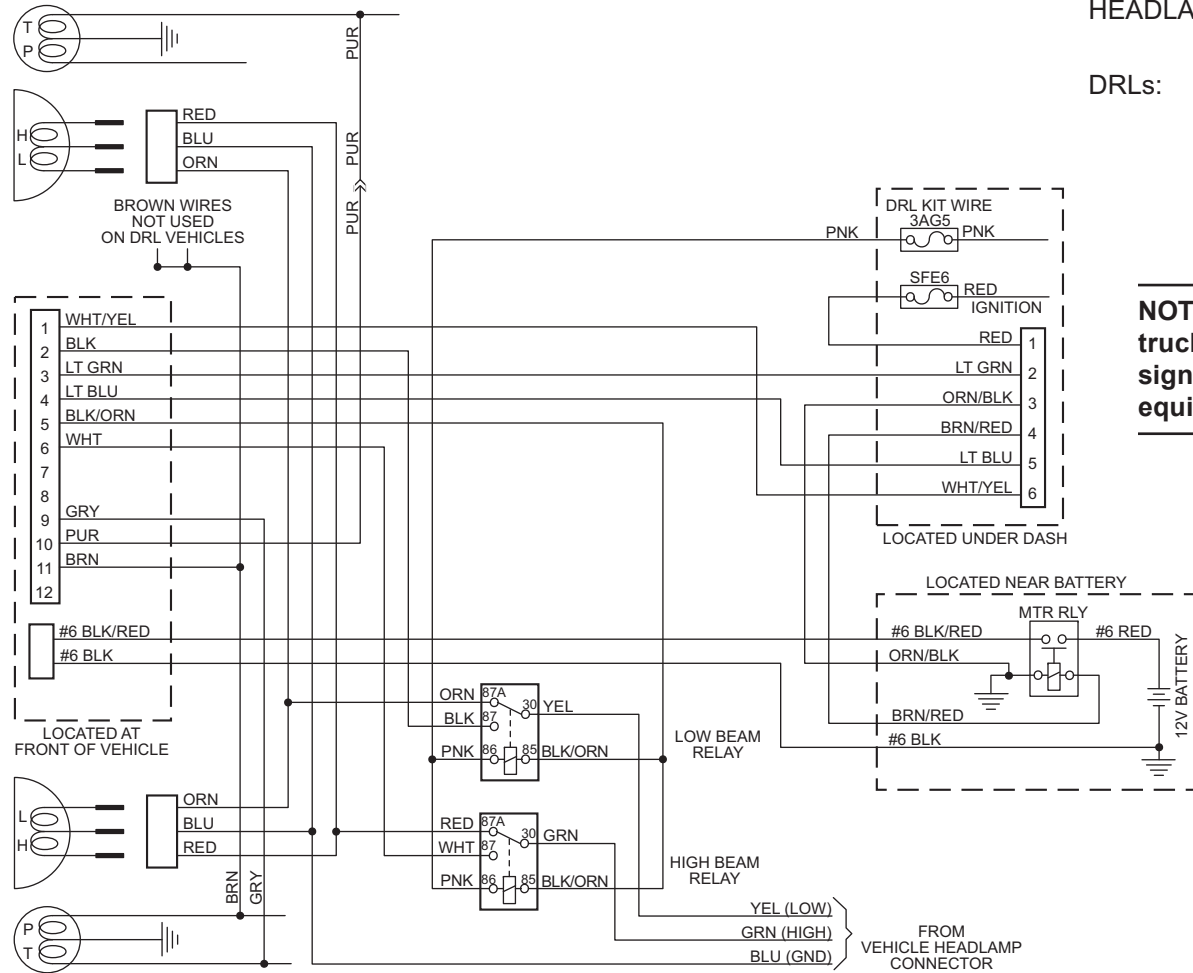 HEADLA
DRLs:
T
P
PUR
H
L
RED
BLU
ORN
PUR
PUR
BROWN WIRES
NOT USED
ON DRL VEHICLES
DRL KIT WIRE
3AG5
PNK
PNK
SFE6
RED
IGNITION
NOT
truck
sign
equi
1 WHT/YEL
2 BLK
3 LT GRN
4 LT BLU
5 BLK/ORN
6 WHT
7
8
9 GRY
10 PUR
11 BRN
12
RED 1
LT GRN 2
ORN/BLK 3
BRN/RED 4
LT BLU 5
WHT/YEL 6
LOCATED UNDER DASH
#6 BLK/RED
#6 BLK
LOCATED AT
FRONT OF VEHICLE
LOCATED NEAR BATTERY
MTR RLY
#6 BLK/RED
#6 RED
ORN/BLK
BRN/RED
#6 BLK
12V BATTERY
ORN 87A
30 YEL
BLK 87
PNK 86
85 BLK/ORN
LOW BEAM
RELAY
RED 87A
30 GRN
WHT 87
PNK 86
85 BLK/ORN
HIGH BEAM
RELAY
L
H
ORN
BLU
RED
BRN
GRY
P
T
YEL (LOW)
GRN (HIGH)
BLU (GND)
FROM
VEHICLE HEADLAMP
CONNECTOR